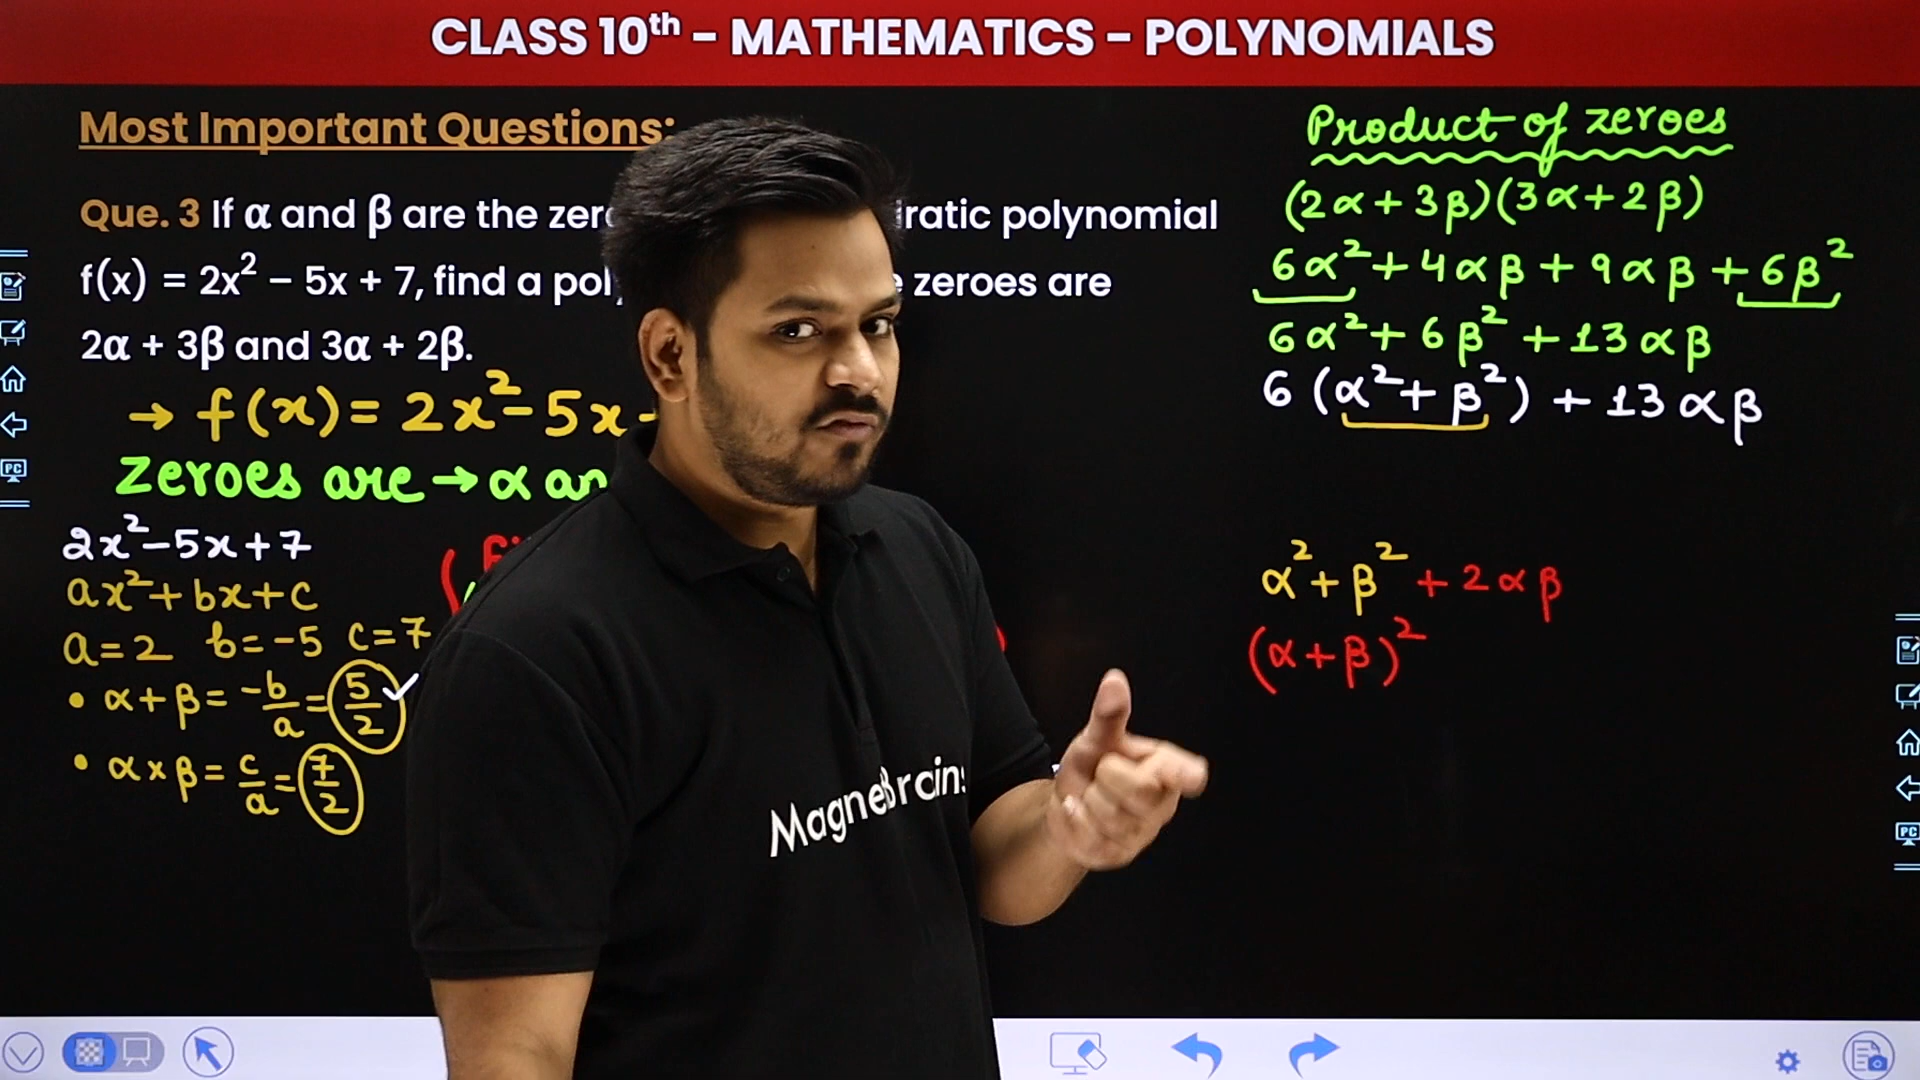 CLASS 10th - MATHEMATICS - POLYNOMIALS
Most Important Questions:
Que. 3 If α and β are the ratic polynomial
f(x) = 2x² - 5x + 7, find a zeroes are
2α + 3β and 3α + 2β.
→ f(x) = 2x² - 5x
zeroes are → α an
2x² - 5x + 7
ax² + bx + c
a = 2 b = -5 c = 7
• α + β = -b/a = 5/2 ✓
• α × β = c/a = 7/2
MagneBrains
Product of zeroes
(2α + 3β)(3α + 2β)
6α² + 4αβ + 9αβ + 6β²
6α² + 6β² + 13αβ
6(α² + β²) + 13αβ
α² + β² + 2αβ
(α + β)²
PC
PC